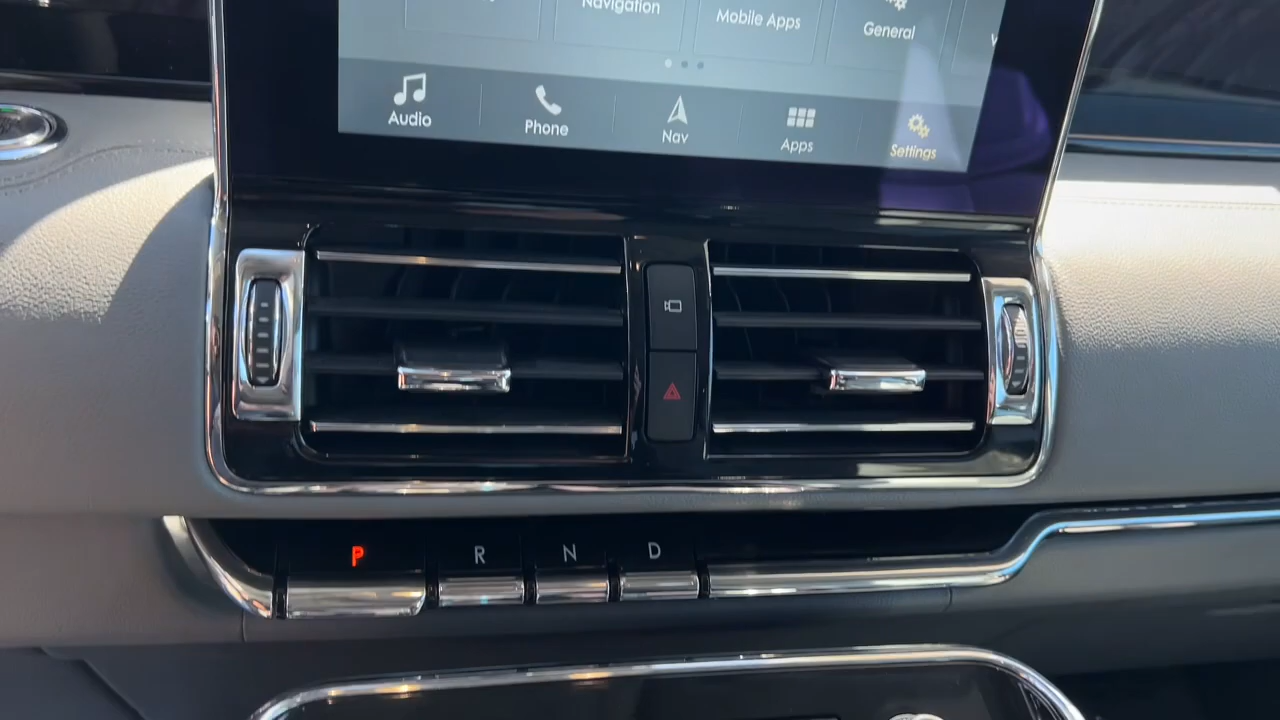 Navigation
Mobile Apps
General
Audio
Phone
Nav
Apps
Settings
P
R
N
D